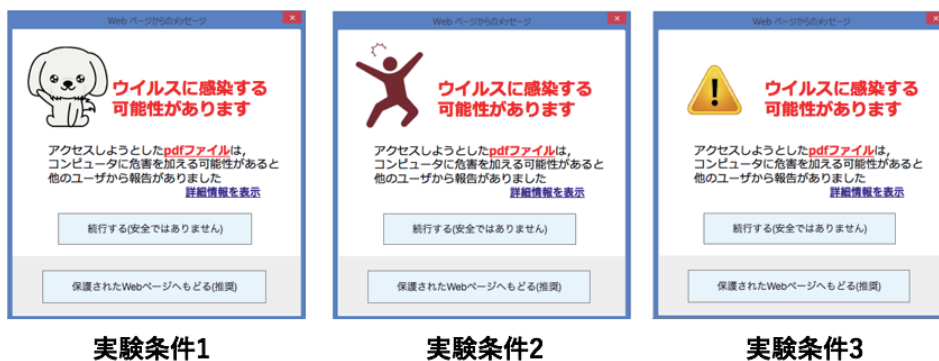 Web ページからのメッセージ
ウイルスに感染する
可能性があります
アクセスしようとしたpdfファイルは，
コンピュータに危害を加える可能性があると
他のユーザから報告がありました
詳細情報を表示
続行する(安全ではありません)
保護されたWebページへもどる(推奨)
実験条件1
Web ページからのメッセージ
ウイルスに感染する
可能性があります
アクセスしようとしたpdfファイルは，
コンピュータに危害を加える可能性があると
他のユーザから報告がありました
詳細情報を表示
続行する(安全ではありません)
保護されたWebページへもどる(推奨)
実験条件2
Web ページからのメッセージ
ウイルスに感染する
可能性があります
アクセスしようとしたpdfファイルは，
コンピュータに危害を加える可能性があると
他のユーザから報告がありました
詳細情報を表示
続行する(安全ではありません)
保護されたWebページへもどる(推奨)
実験条件3